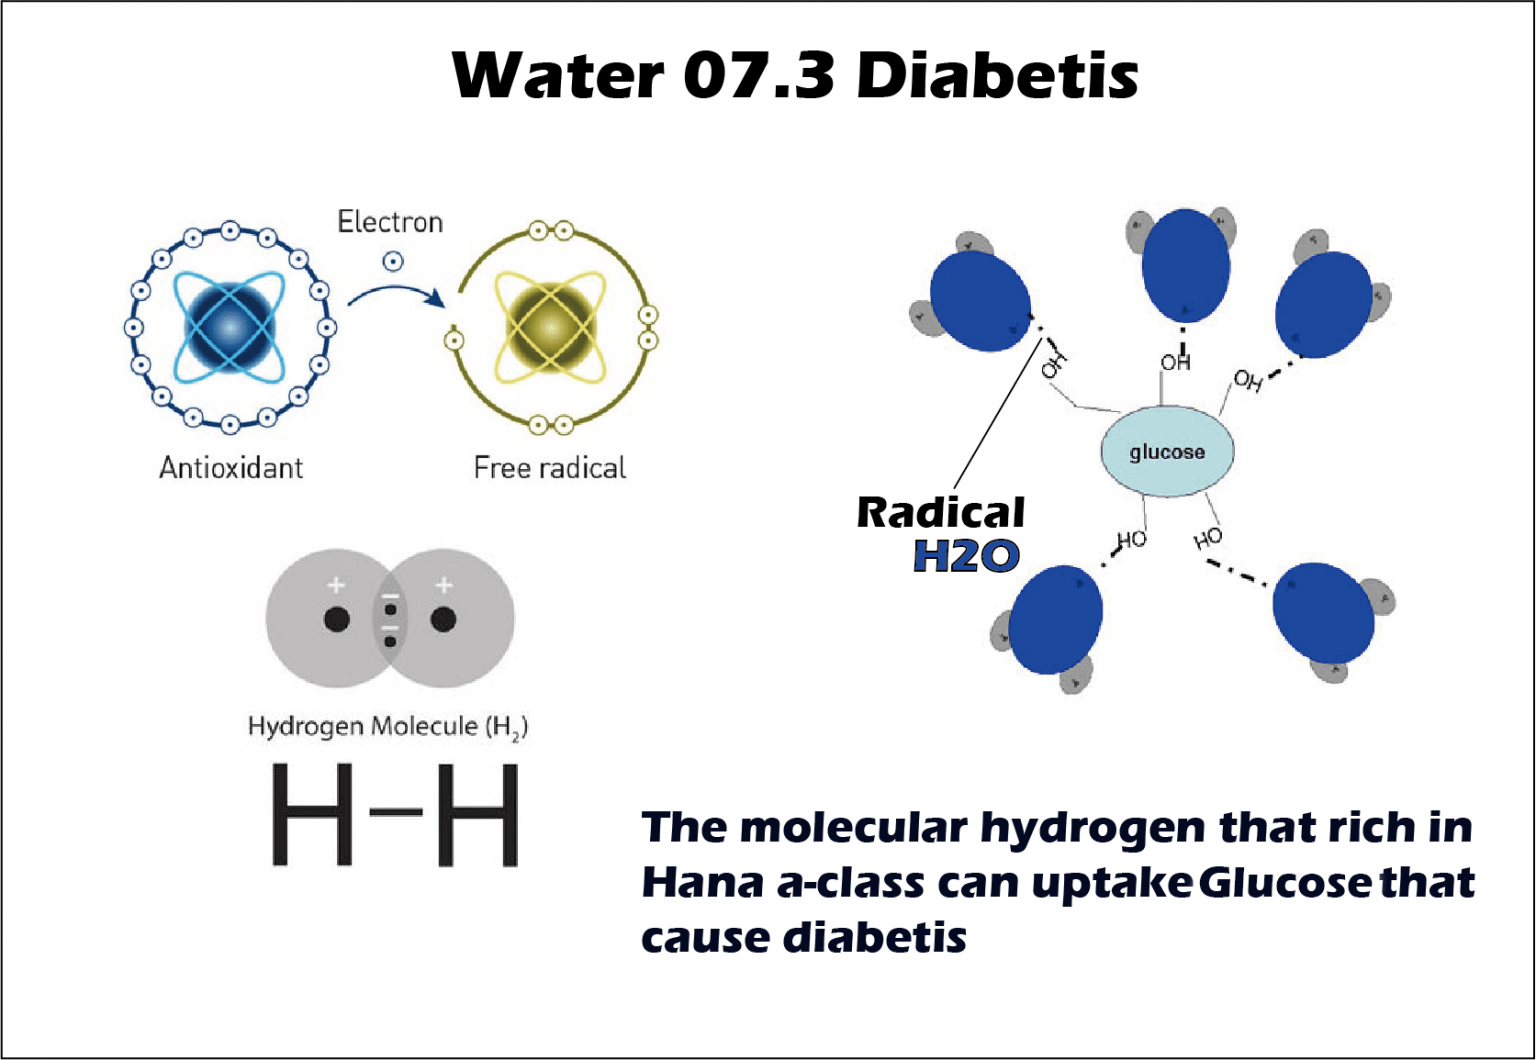 Water 07.3 Diabetis
Electron
Antioxidant
Free radical
+ +
–
–
Hydrogen Molecule (H₂)
H–H
OH
OH
OH
glucose
HO
HO
Radical
H2O
The molecular hydrogen that rich in
Hana a-class can uptake Glucose that
cause diabetis